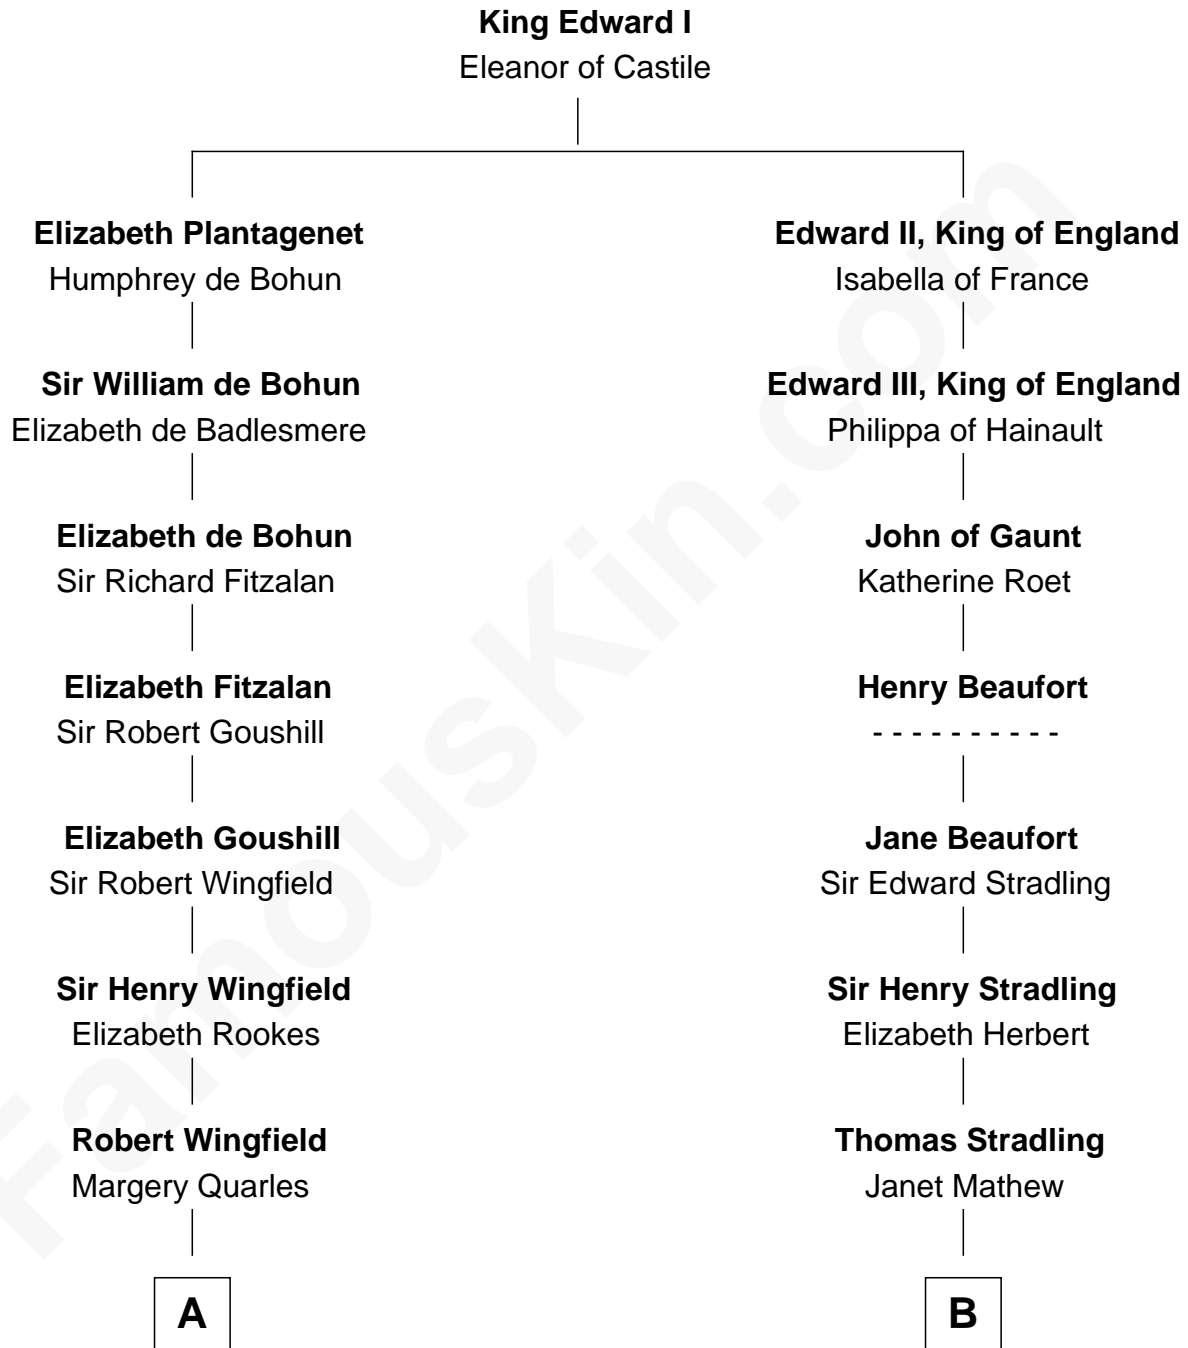 King Edward I
Eleanor of Castile
Elizabeth Plantagenet
Humphrey de Bohun
Edward II, King of England
Isabella of France
Sir William de Bohun
Elizabeth de Badlesmere
Edward III, King of England
Philippa of Hainault
Elizabeth de Bohun
Sir Richard Fitzalan
John of Gaunt
Katherine Roet
Elizabeth Fitzalan
Sir Robert Goushill
Henry Beaufort
- - - - - - - - - -
Elizabeth Goushill
Sir Robert Wingfield
Jane Beaufort
Sir Edward Stradling
Sir Henry Wingfield
Elizabeth Rookes
Sir Henry Stradling
Elizabeth Herbert
Robert Wingfield
Margery Quarles
Thomas Stradling
Janet Mathew
A
B
FamousKin.com